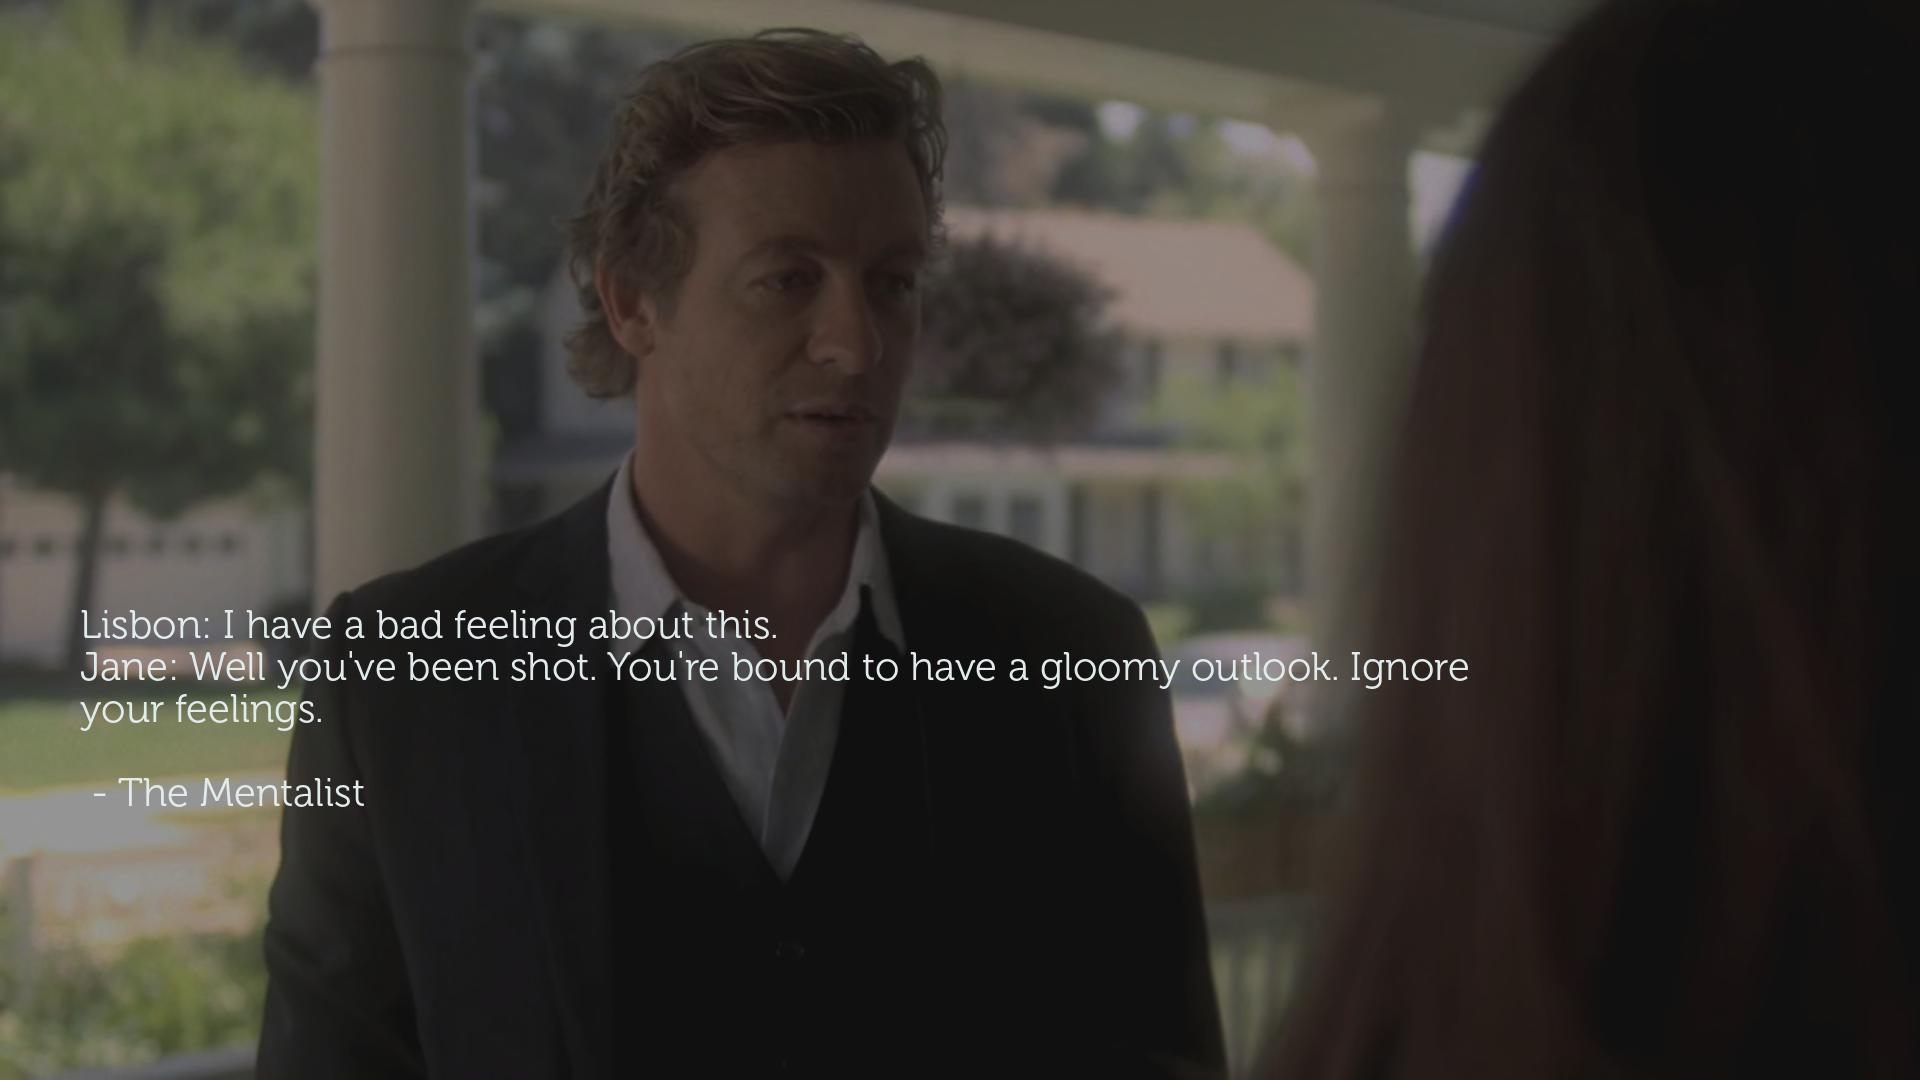 Lisbon: I have a bad feeling about this.
Jane: Well you've been shot. You're bound to have a gloomy outlook. Ignore
your feelings.
- The Mentalist